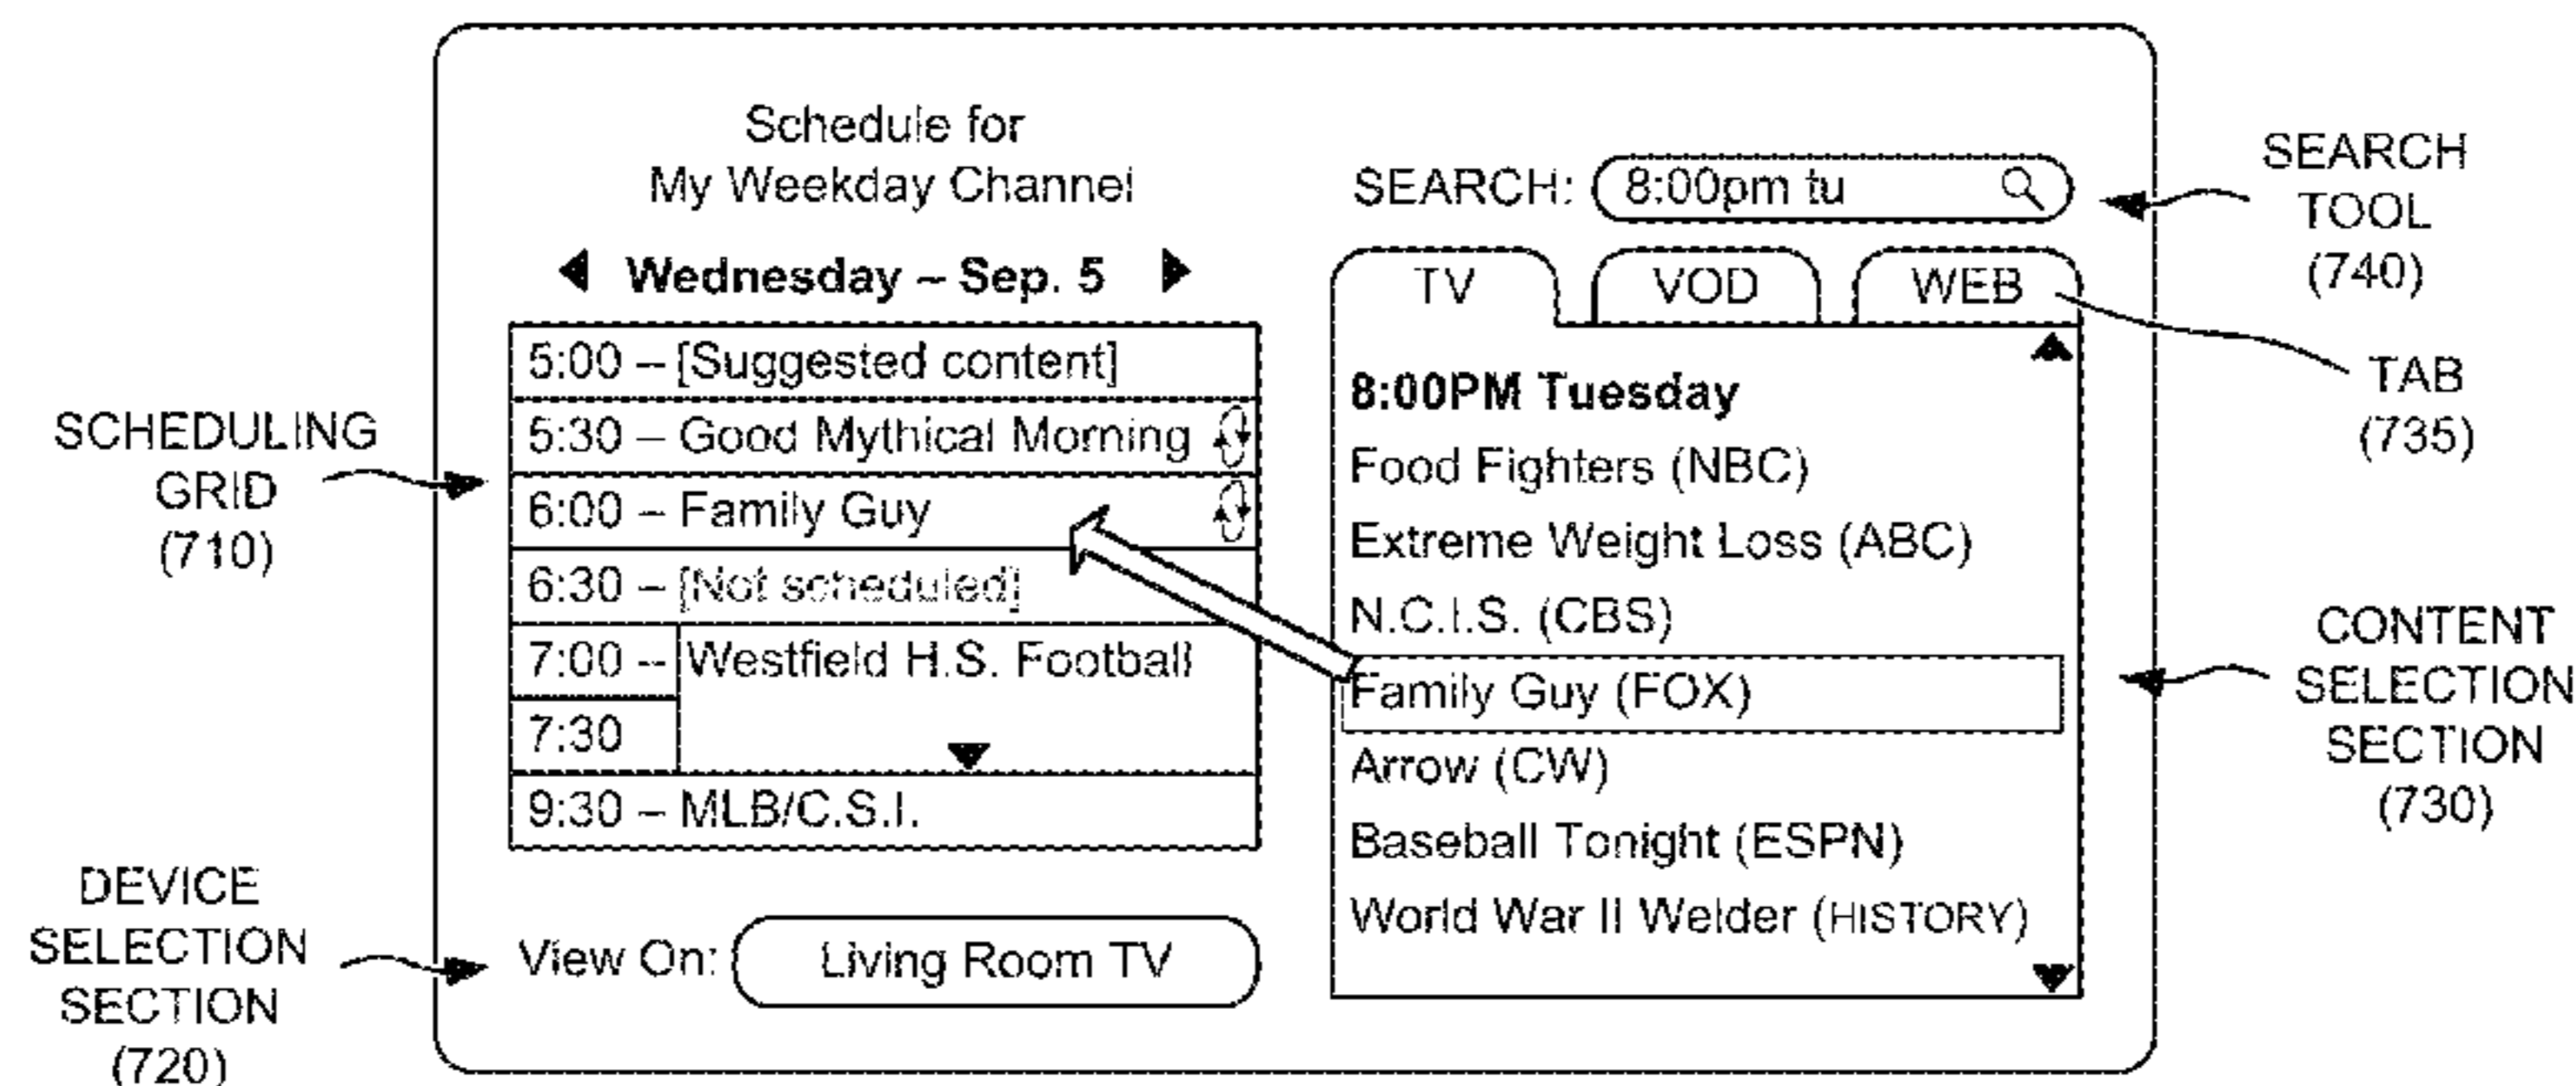 Schedule for
My Weekday Channel
◀ Wednesday – Sep. 5 ▶
5:00 – [Suggested content]
5:30 – Good Mythical Morning
6:00 – Family Guy
6:30 – [Not scheduled]
7:00 -- Westfield H.S. Football
7:30
9:30 – MLB/C.S.I.
View On: Living Room TV
SEARCH: 8:00pm tu
TV VOD WEB
8:00PM Tuesday
Food Fighters (NBC)
Extreme Weight Loss (ABC)
N.C.I.S. (CBS)
Family Guy (FOX)
Arrow (CW)
Baseball Tonight (ESPN)
World War II Welder (HISTORY)
SCHEDULING
GRID
(710)
DEVICE
SELECTION
SECTION
(720)
SEARCH
TOOL
(740)
TAB
(735)
CONTENT
SELECTION
SECTION
(730)